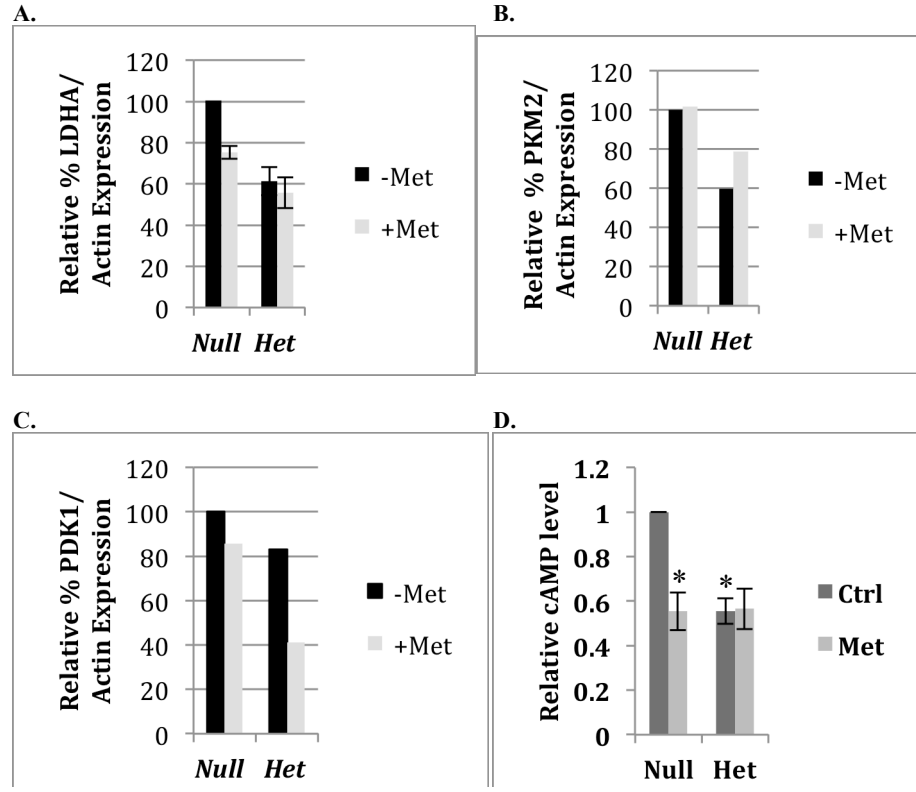 A.
Relative % LDHA/
Actin Expression
120
100
80
60
40
20
0
Null Het
-Met
+Met
B.
Relative % PKM2/
Actin Expression
120
100
80
60
40
20
0
Null Het
-Met
+Met
C.
Relative % PDK1/
Actin Expression
120
100
80
60
40
20
0
Null Het
-Met
+Met
D.
Relative cAMP level
1.2
1
0.8
0.6
0.4
0.2
0
* *
Null Het
Ctrl
Met